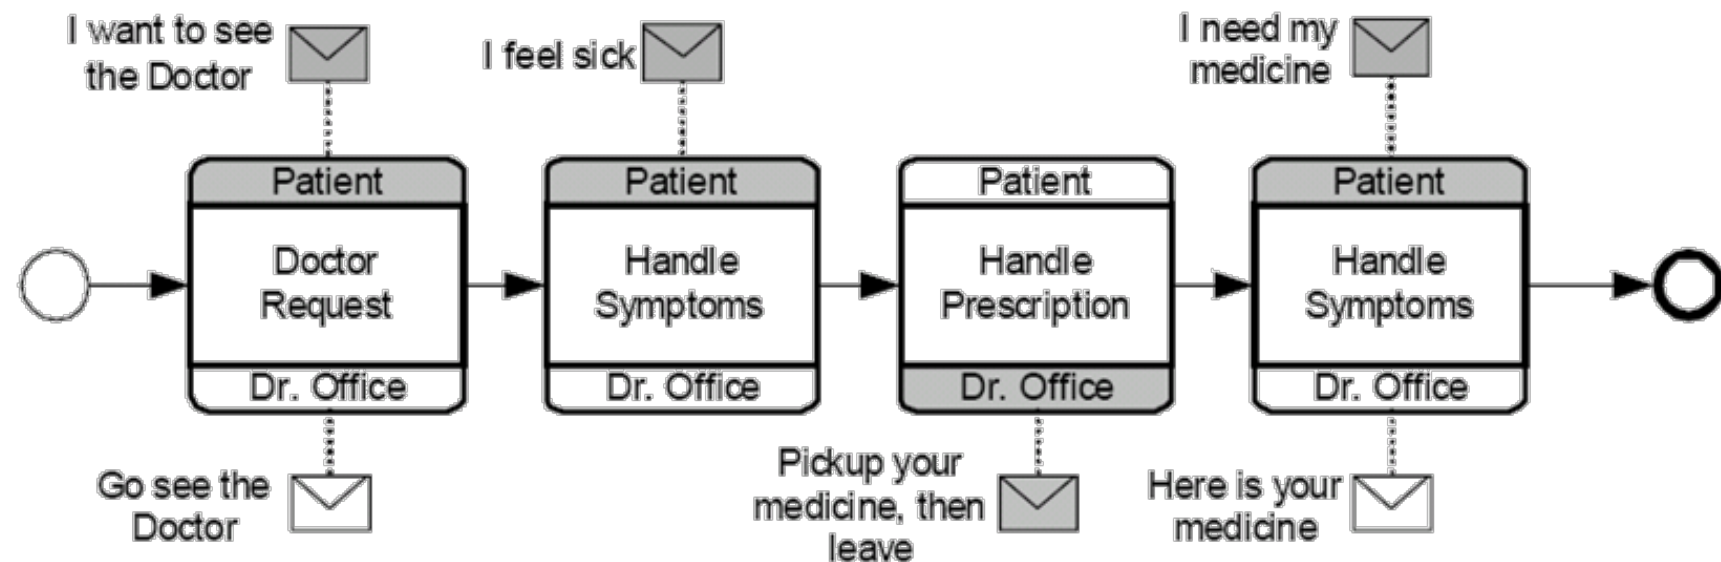 I want to see
the Doctor
I feel sick
I need my
medicine
Patient
Patient
Patient
Patient
Doctor
Request
Handle
Symptoms
Handle
Prescription
Handle
Symptoms
Dr. Office
Dr. Office
Dr. Office
Dr. Office
Go see the
Doctor
Pickup your
medicine, then
leave
Here is your
medicine